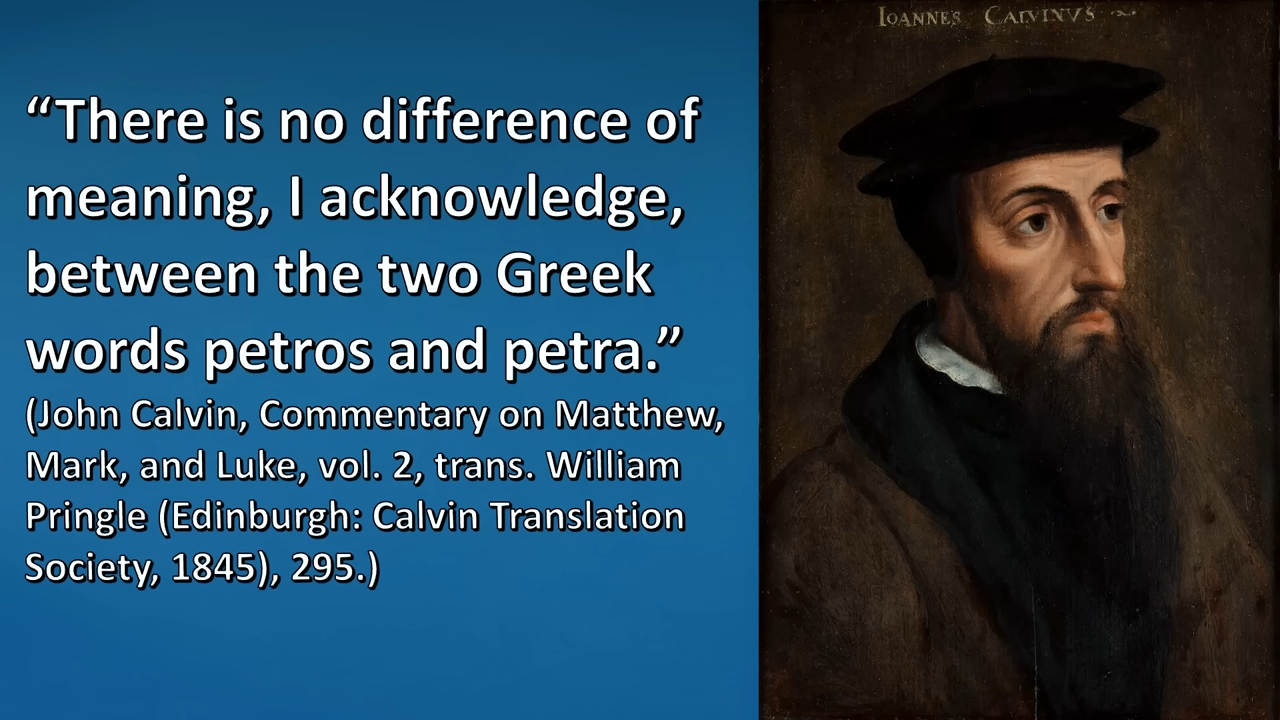 “There is no difference of
meaning, I acknowledge,
between the two Greek
words petros and petra.”
(John Calvin, Commentary on Matthew,
Mark, and Luke, vol. 2, trans. William
Pringle (Edinburgh: Calvin Translation
Society, 1845), 295.)
IOANNES CALVINVS